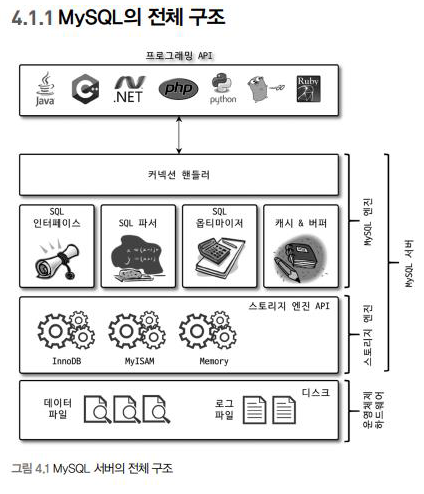 4.1.1 MySQL의 전체 구조
프로그래밍 API
Java
C++
.NET
php
python
Ruby
커넥션 핸들러
SQL
인터페이스
SQL 파서
SQL
옵티마이저
캐시 & 버퍼
MySQL 엔진
MySQL 서버
스토리지 엔진 API
InnoDB
MyISAM
Memory
스토리지 엔진
디스크
데이터
파일
로그
파일
운영체제
하드웨어
그림 4.1 MySQL 서버의 전체 구조